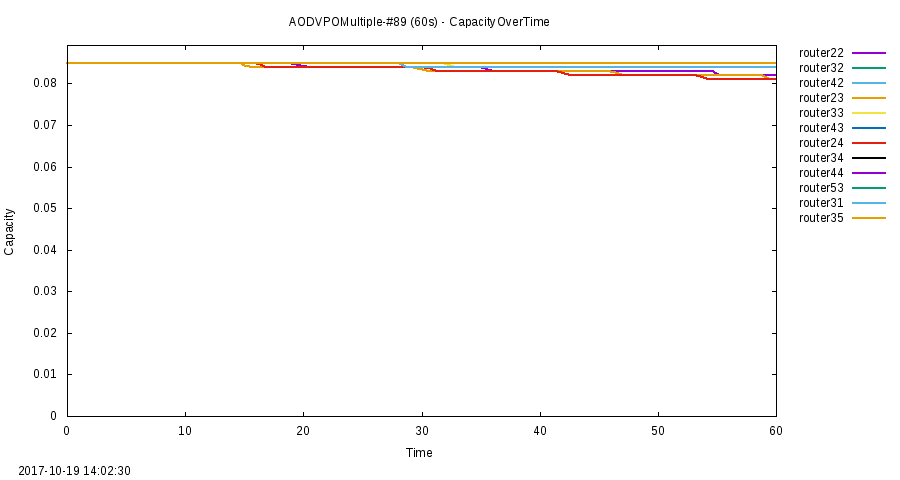 AODVPOMultiple-#89 (60s) - CapacityOverTime
router22
router32
router42
router23
router33
router43
router24
router34
router44
router53
router31
router35
0.08
0.07
0.06
0.05
0.04
0.03
0.02
0.01
0
Capacity
0 10 20 30 40 50 60
Time
2017-10-19 14:02:30